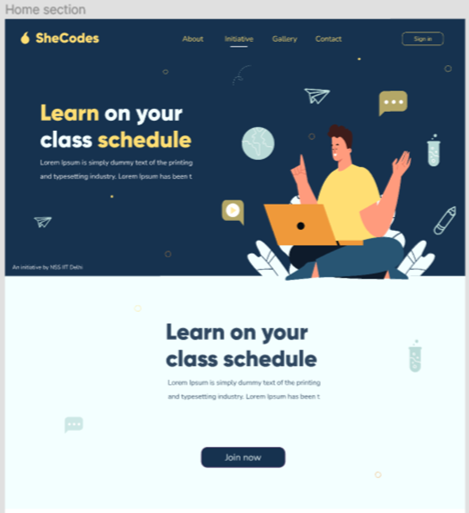 Home section
SheCodes
About Initiative Gallery Contact Sign in
Learn on your
class schedule
Lorem Ipsum is simply dummy text of the printing
and typesetting industry. Lorem Ipsum has been t
An initiative by NSS IIT Delhi
Learn on your
class schedule
Lorem Ipsum is simply dummy text of the printing
and typesetting industry. Lorem Ipsum has been t
Join now